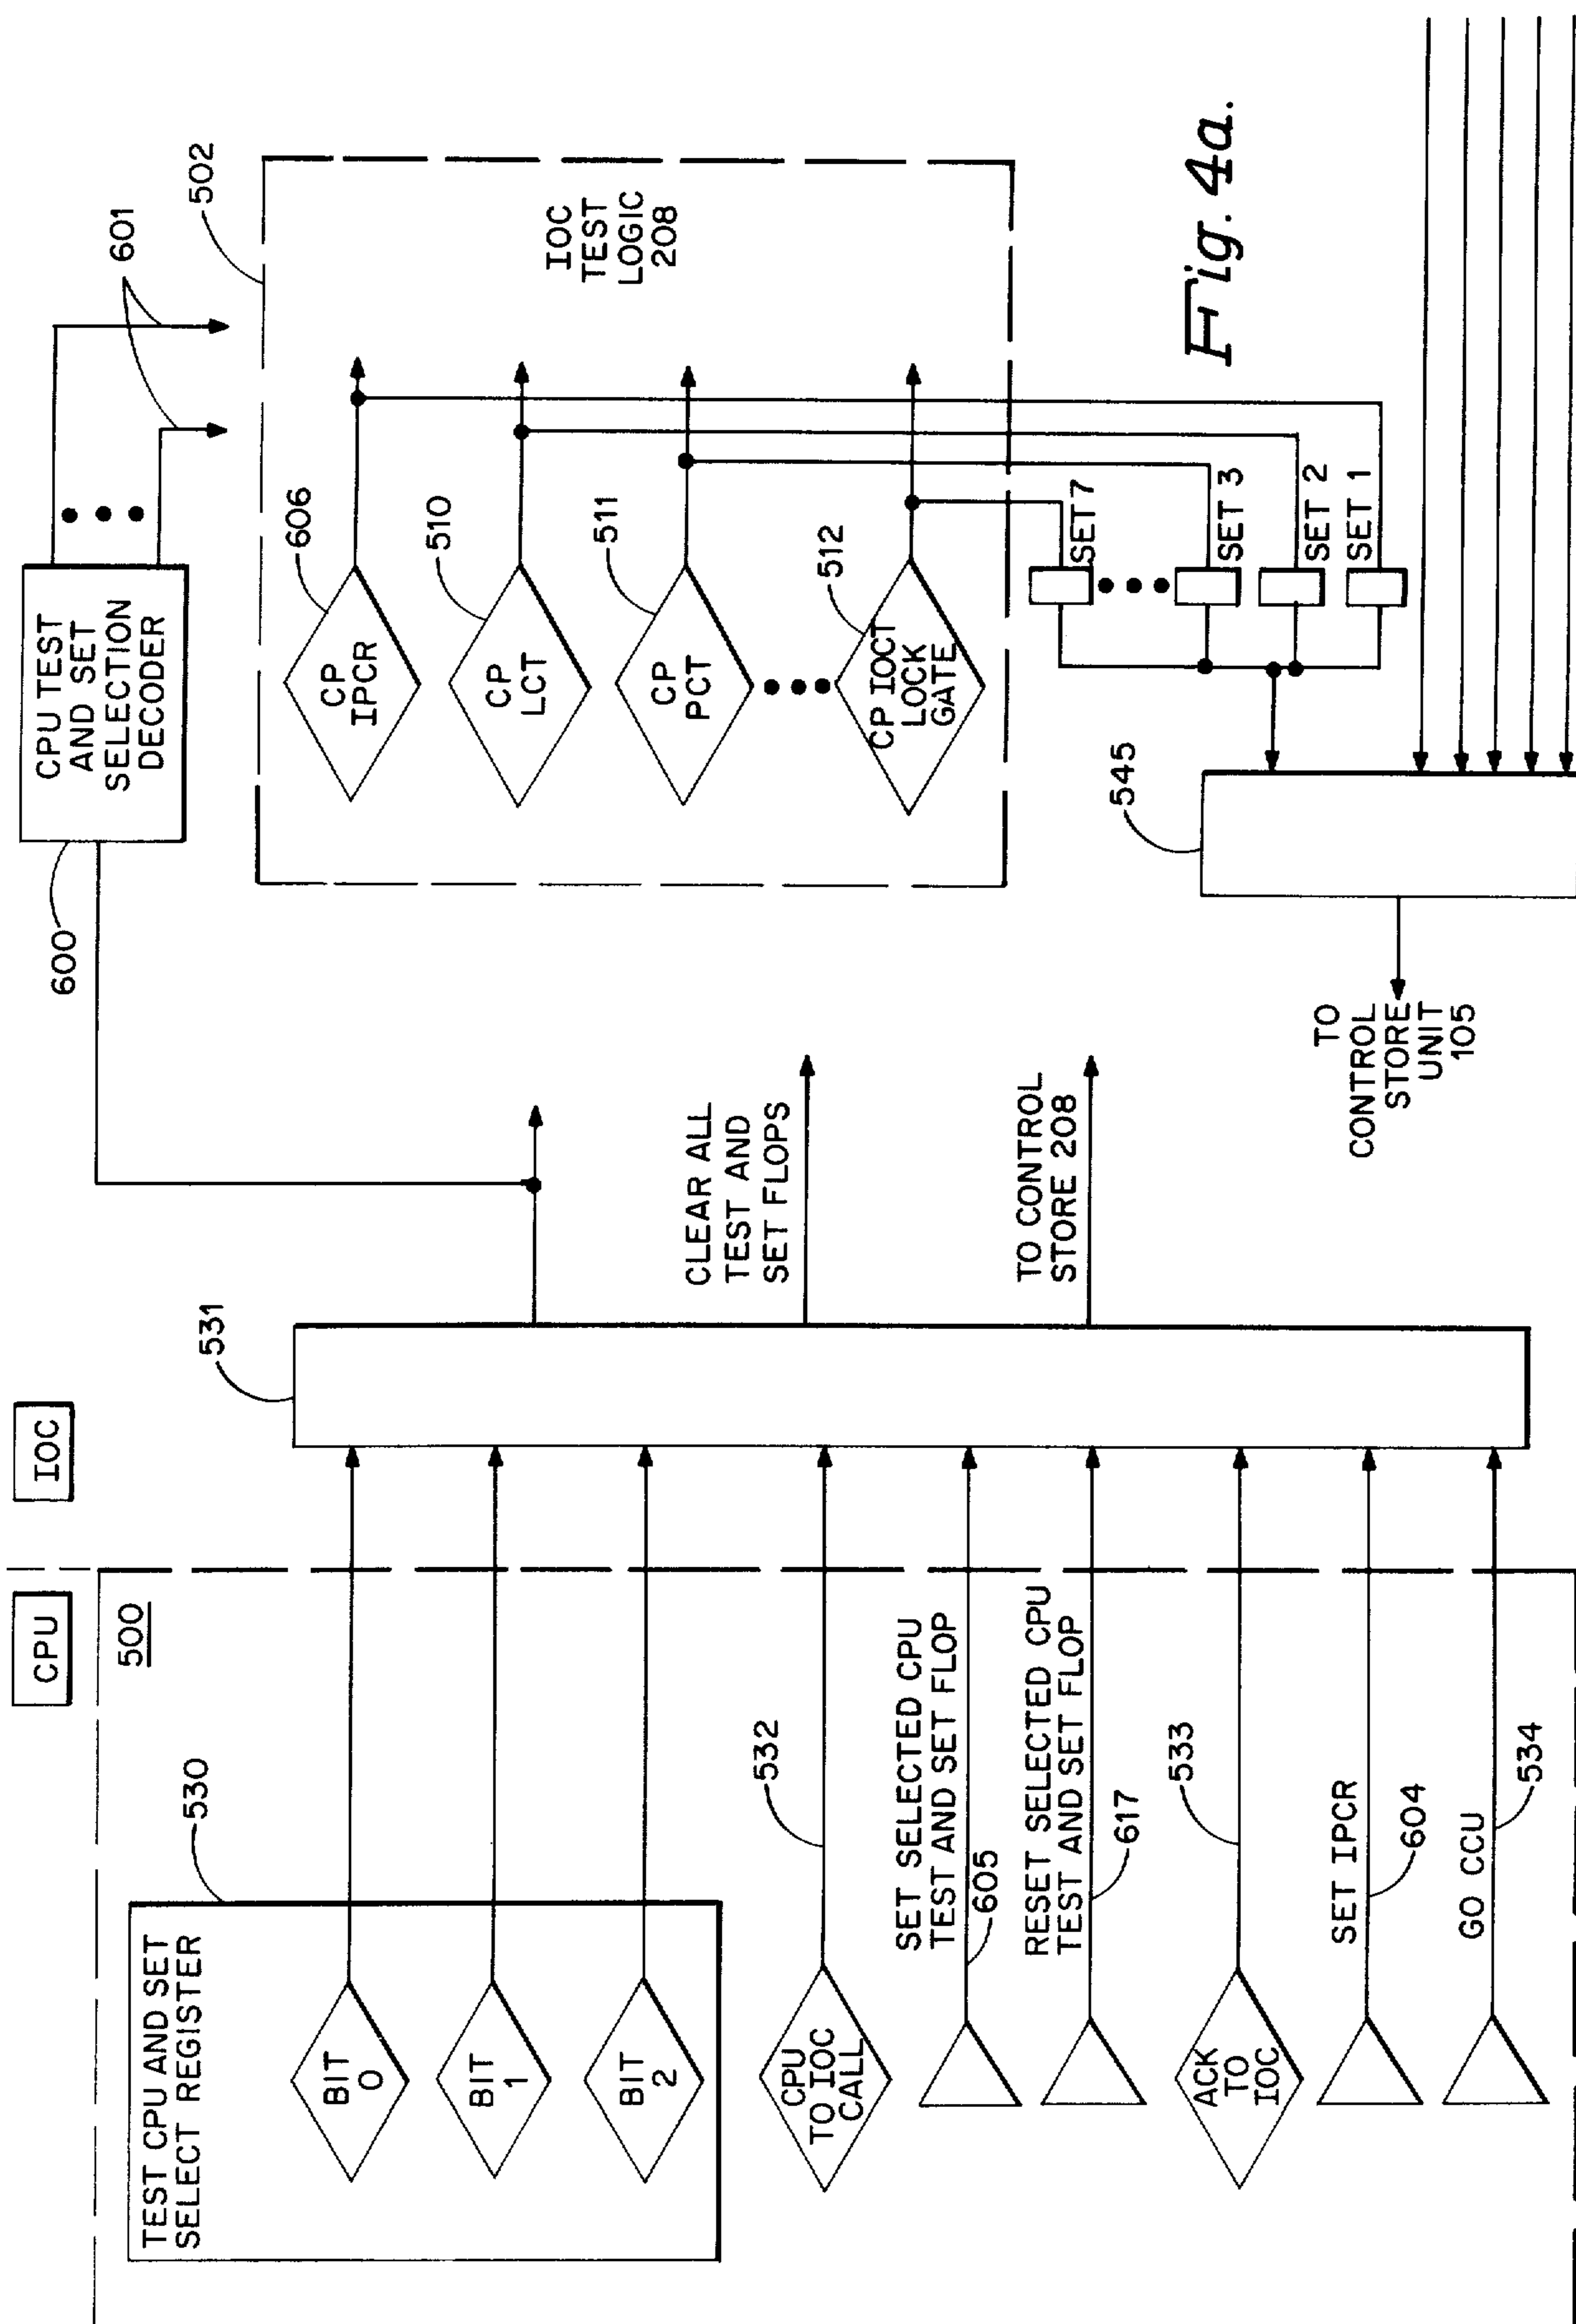 CPU
IOC
500
TEST CPU AND SET
SELECT REGISTER
530
BIT
0
BIT
1
BIT
2
CPU
TO IOC
CALL
532
SET SELECTED CPU
TEST AND SET FLOP
605
RESET SELECTED CPU
TEST AND SET FLOP
617
ACK
TO
IOC
533
SET IPCR
604
GO CCU
534
531
CLEAR ALL
TEST AND
SET FLOPS
TO CONTROL
STORE 208
600
CPU TEST
AND SET
SELECTION
DECODER
601
502
IOC
TEST
LOGIC
208
CP
IPCR
606
CP
LCT
510
CP
PCT
511
CP IOCT
LOCK
GATE
512
SET 7
SET 3
SET 2
SET 1
545
TO
CONTROL
STORE
UNIT
105
Fig. 4a.